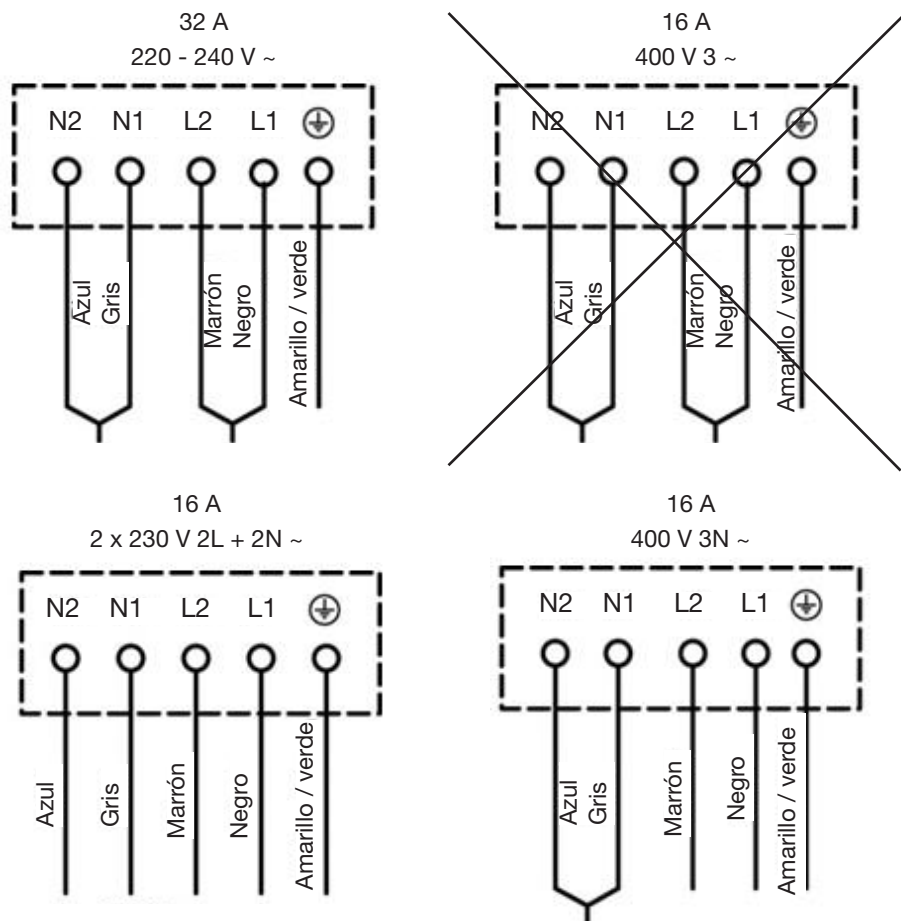 32 A
220 - 240 V ~
N2 N1 L2 L1
Azul
Gris
Marrón
Negro
Amarillo / verde
16 A
400 V 3 ~
N2 N1 L2 L1
Azul
Gris
Marrón
Negro
Amarillo / verde
16 A
2 x 230 V 2L + 2N ~
N2 N1 L2 L1
Azul
Gris
Marrón
Negro
Amarillo / verde
16 A
400 V 3N ~
N2 N1 L2 L1
Azul
Gris
Marrón
Negro
Amarillo / verde